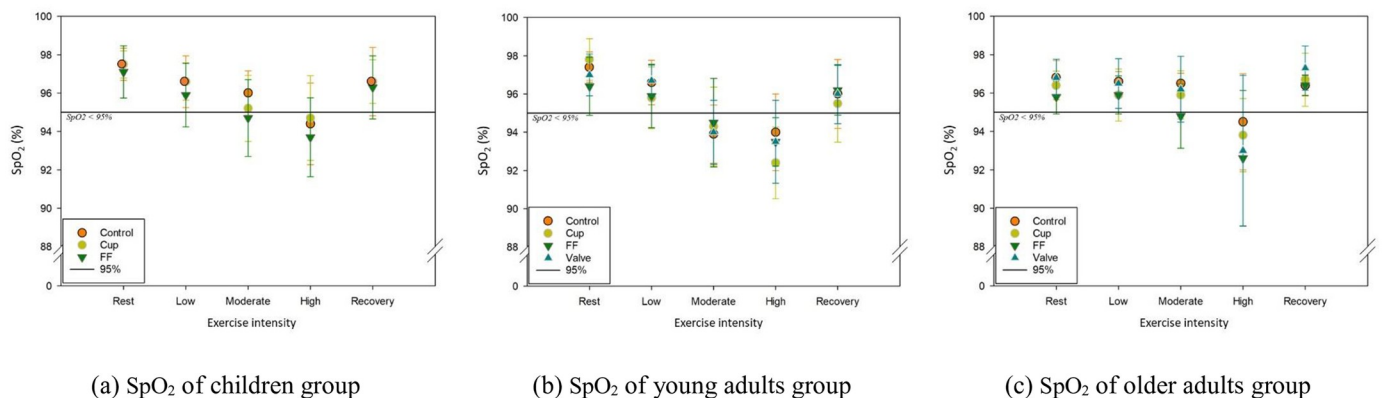 100
98
96
94
92
90
88
0
SpO2 (%)
SpO2 < 95%
Control
Cup
FF
95%
Rest Low Moderate High Recovery
Exercise intensity
(a) SpO2 of children group
100
98
96
94
92
90
88
0
SpO2 (%)
SpO2 < 95%
Control
Cup
FF
Valve
95%
Rest Low Moderate High Recovery
Exercise intensity
(b) SpO2 of young adults group
100
98
96
94
92
90
88
0
SpO2 (%)
SpO2 < 95%
Control
Cup
FF
Valve
95%
Rest Low Moderate High Recovery
Exercise intensity
(c) SpO2 of older adults group